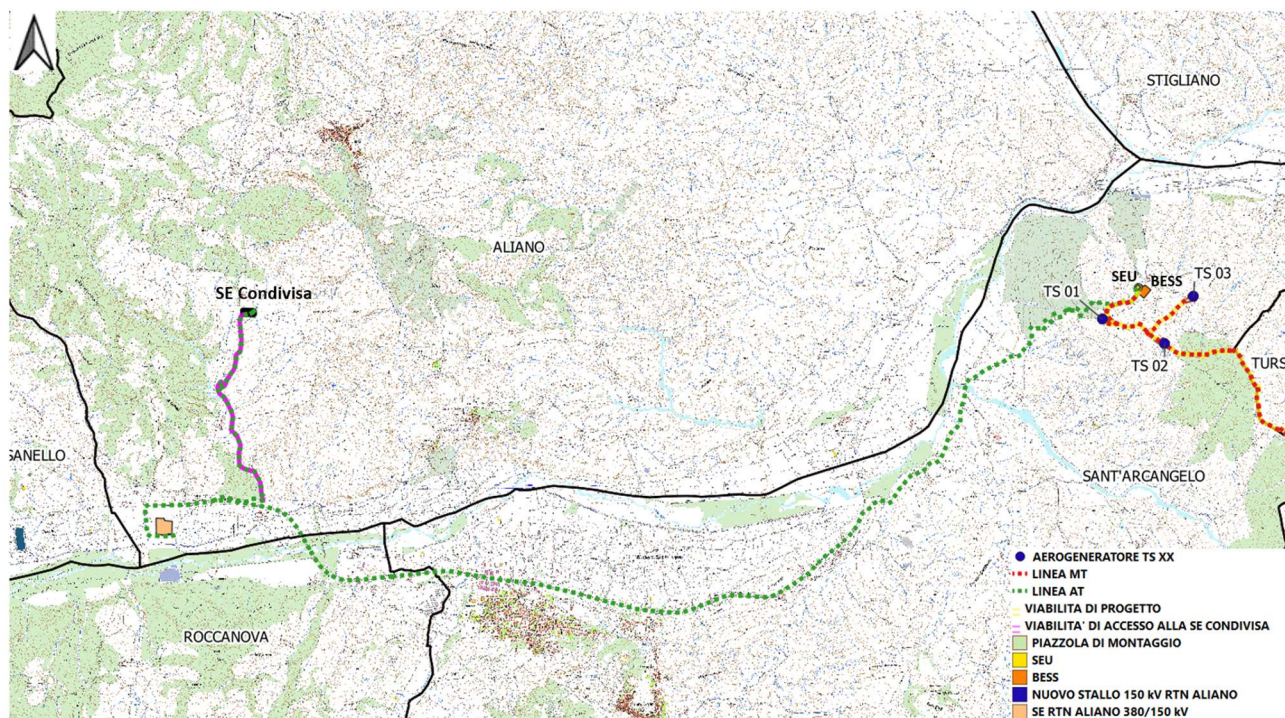 STIGLIANO
ALIANO
SE Condivisa
SEU
BESS
TS 03
TS 01
TS 02
TURS
SANELLO
SANT'ARCANGELO
ROCCANOVA
AEROGENERATORE TS XX
LINEA MT
LINEA AT
VIABILITA DI PROGETTO
VIABILITA' DI ACCESSO ALLA SE CONDIVISA
PIAZZOLA DI MONTAGGIO
SEU
BESS
NUOVO STALLO 150 kV RTN ALIANO
SE RTN ALIANO 380/150 kV